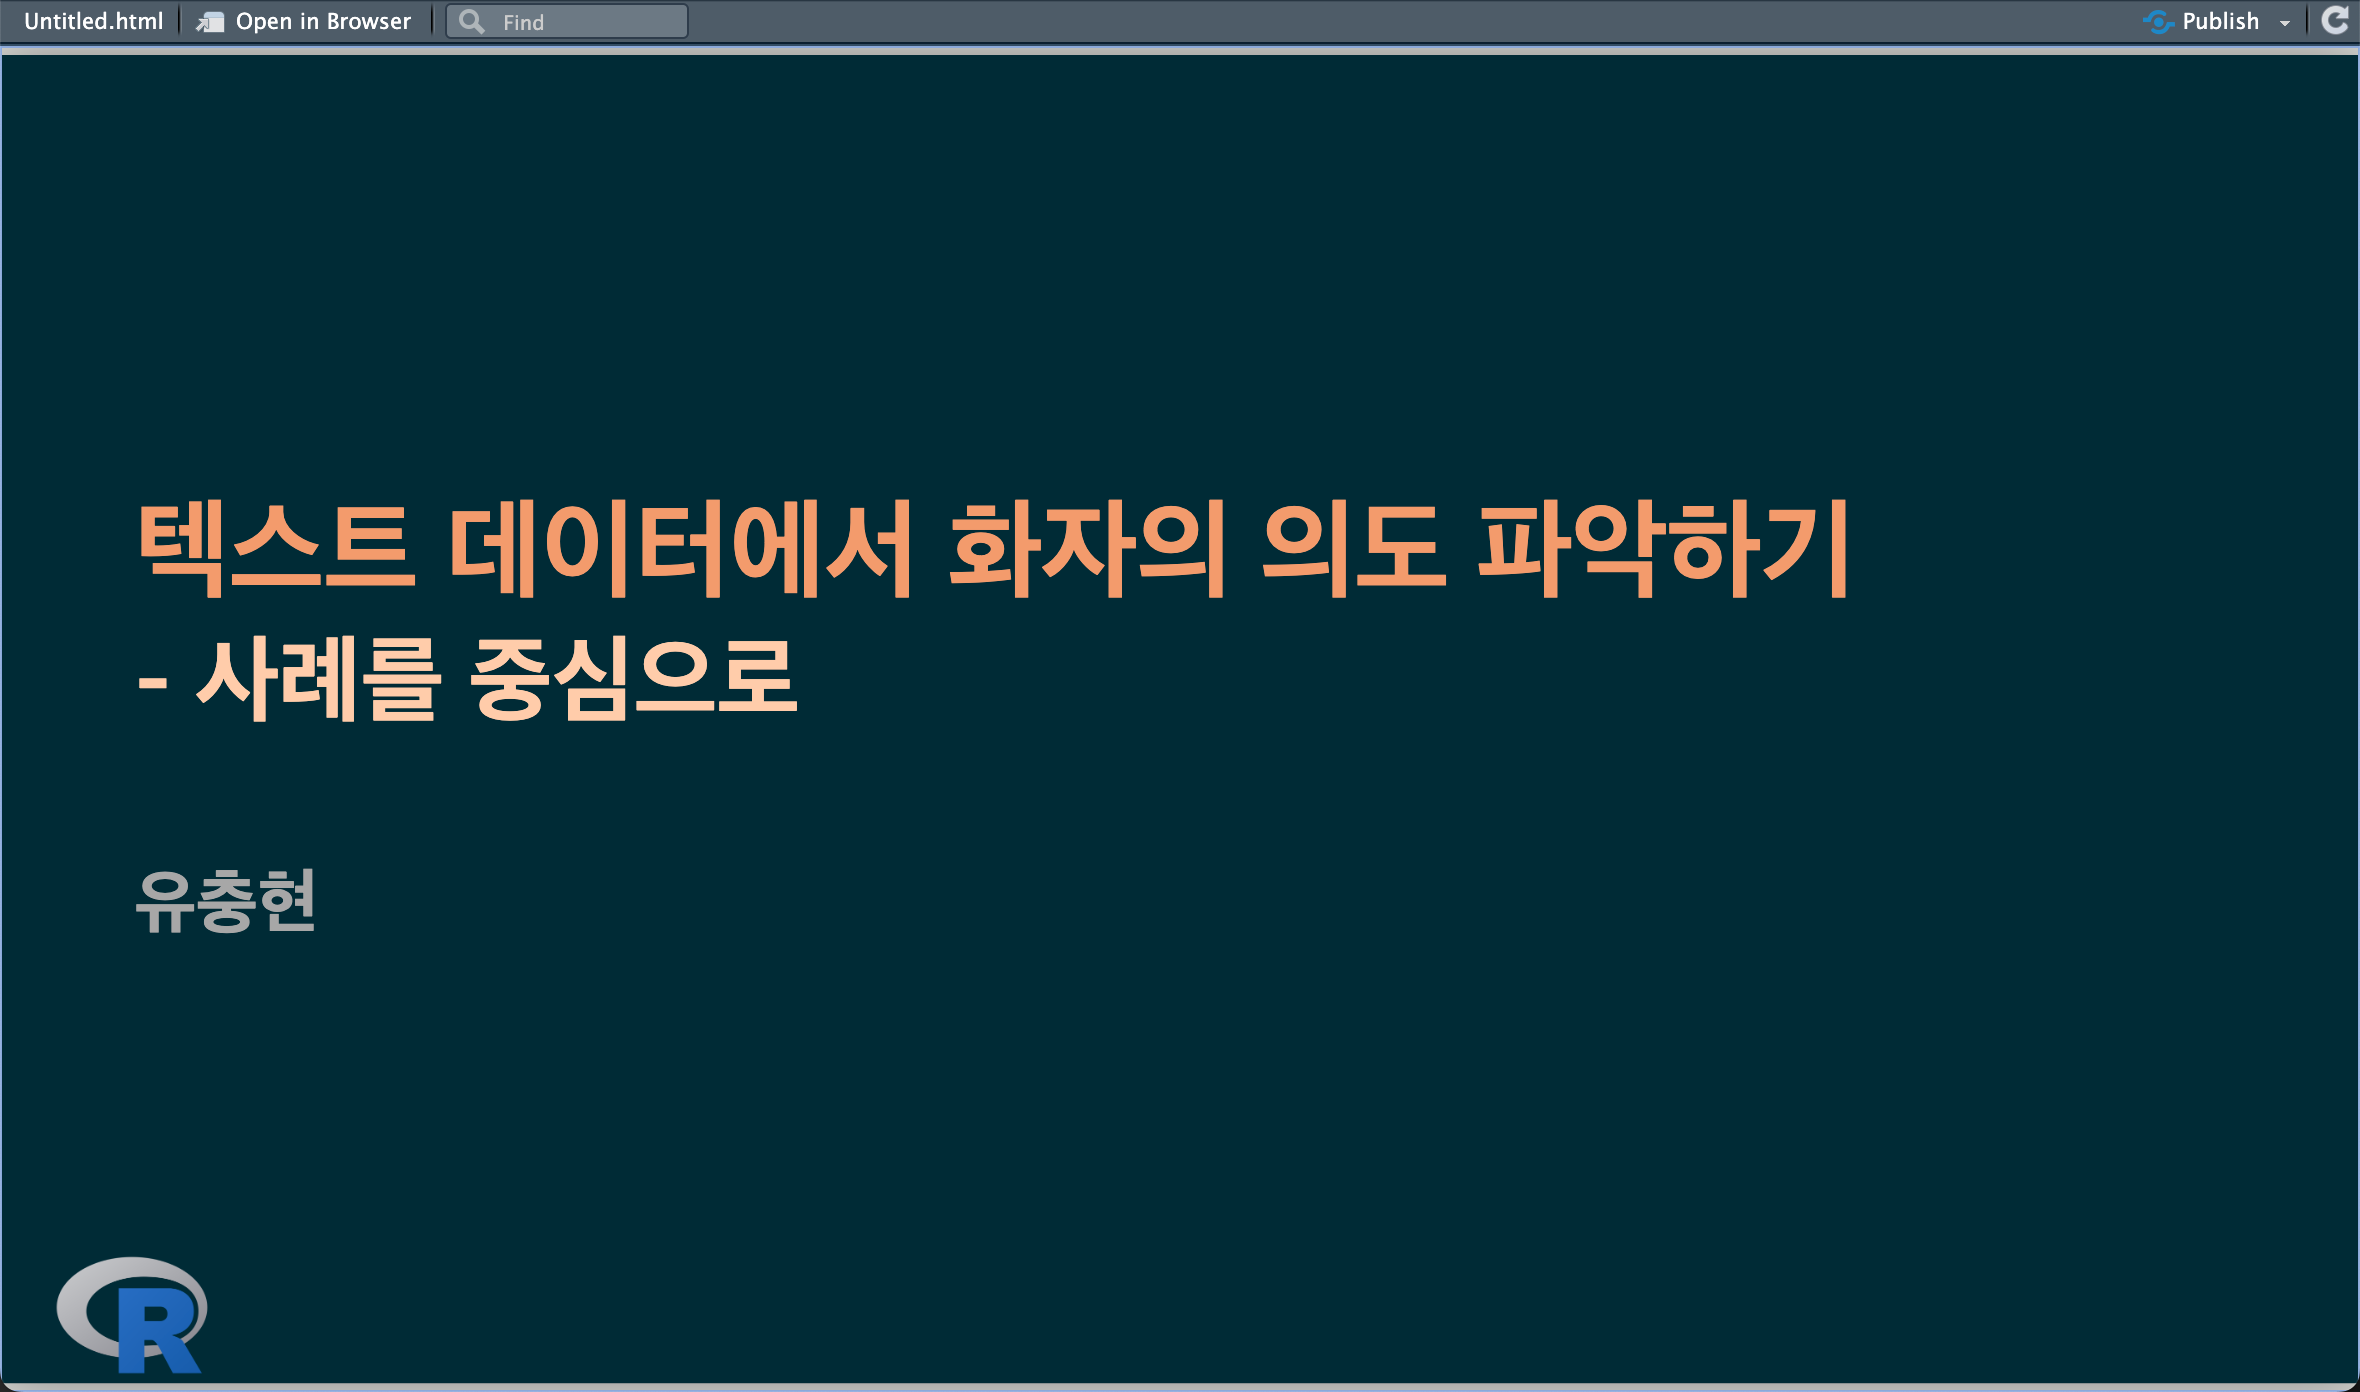 Untitled.html Open in Browser Find Publish
텍스트 데이터에서 화자의 의도 파악하기
- 사례를 중심으로
유충현
R